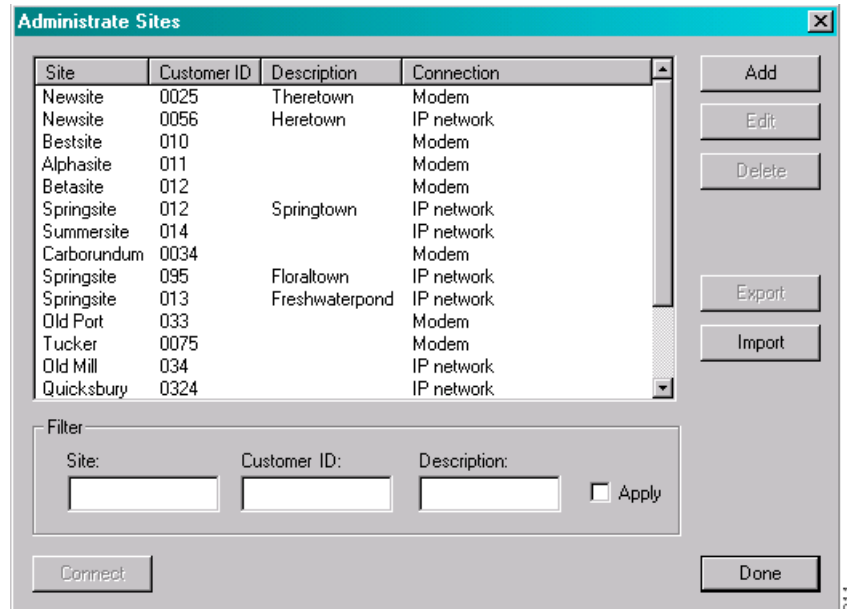 Administrate Sites
Site Customer ID Description Connection
Newsite 0025 Theretown Modem
Newsite 0056 Heretown IP network
Bestsite 010 Modem
Alphasite 011 Modem
Betasite 012 Modem
Springsite 012 Springtown IP network
Summersite 014 IP network
Carborundum 0034 Modem
Springsite 095 Floraltown IP network
Springsite 013 Freshwaterpond IP network
Old Port 033 Modem
Tucker 0075 Modem
Old Mill 034 IP network
Quicksbury 0324 IP network
Add
Edit
Delete
Export
Import
Filter
Site: Customer ID: Description:
Apply
Connect
Done